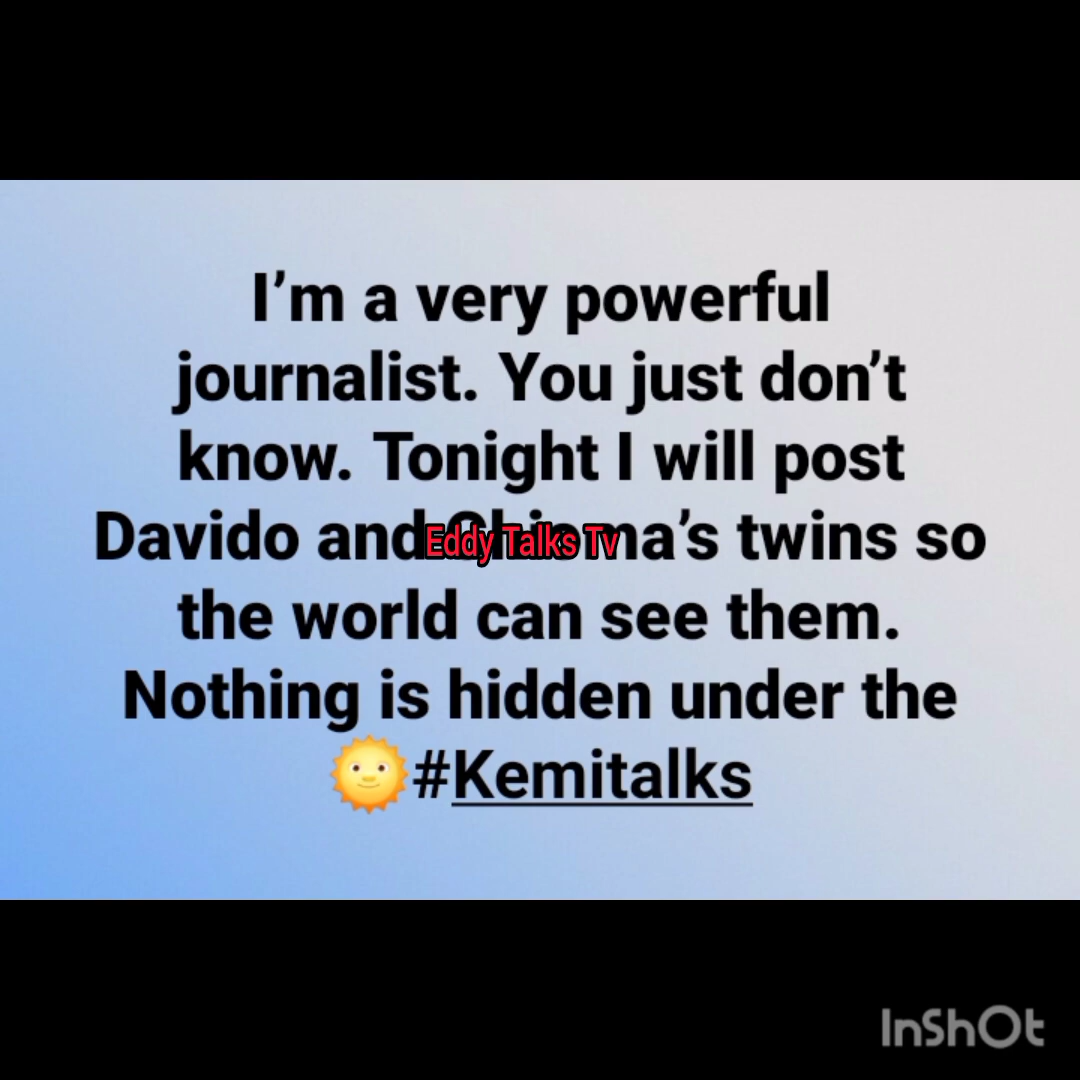 I’m a very powerful
journalist. You just don’t
know. Tonight I will post
Davido and Chioma’s twins so
Eddy Talks Tv
the world can see them.
Nothing is hidden under the
🌞#Kemitalks
InShOt